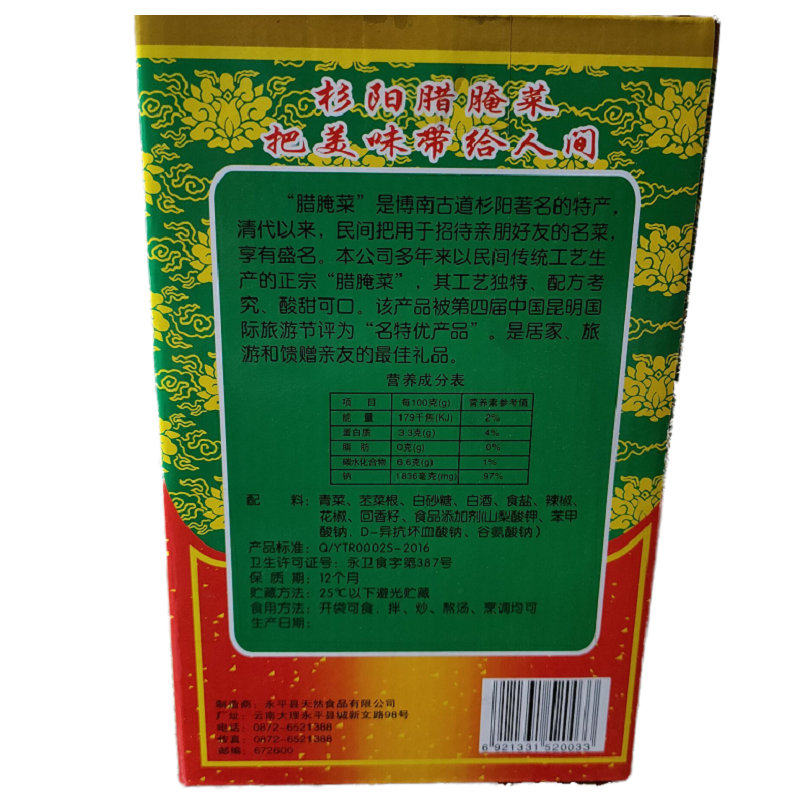 杉阳腊腌菜
把美味带给人间
“腊腌菜”是博南古道杉阳著名的特产，
清代以来，民间把用于招待亲朋好友的名菜，
享有盛名。本公司多年来以民间传统工艺生
产的正宗“腊腌菜”，其工艺独特、配方考
究、酸甜可口。该产品被第四届中国昆明国
际旅游节评为“名特优产品”。是居家、旅
游和馈赠亲友的最佳礼品。
营养成分表
项 目 每100克(g) 营养素参考值
能 量 179千焦(KJ) 2%
蛋白质 3.3克(g) 4%
脂 肪 0克(g) 0%
碳水化合物 6.6克(g) 1%
钠 1836毫克(mg) 97%
配 料：青菜、茎菜根、白砂糖、白酒、食盐、辣椒、
花椒、回香籽、食品添加剂(山梨酸钾、苯甲
酸钠、D-异抗坏血酸钠、谷氨酸钠)
产品标准：Q/YTR0002S-2016
卫生许可证号：永卫食字第387号
保 质 期：12个月
贮藏方法：25℃以下避光贮藏
食用方法：开袋可食，拌、炒、熬汤、烹调均可
生产日期：
制造商：永平县天然食品有限公司
厂址：云南大理永平县城新文路98号
电话：0872-6521388
传真：0872-6521388
邮编：672600
6 921331 520033